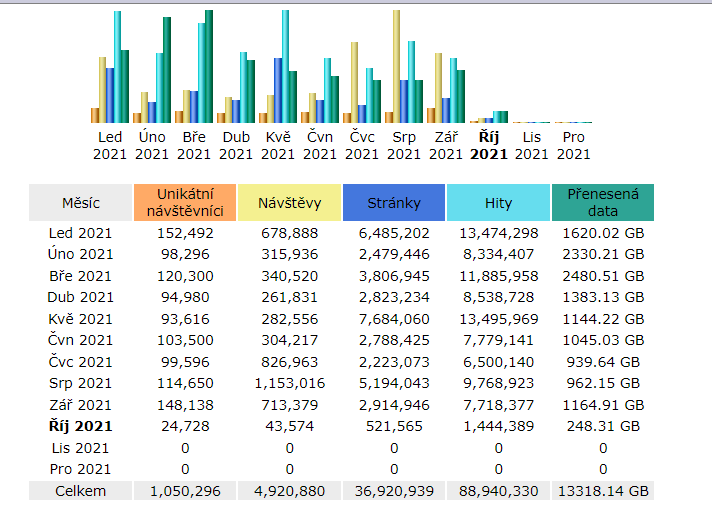 Led Úno Bře Dub Kvě Čvn Čvc Srp Zář Říj Lis Pro
2021 2021 2021 2021 2021 2021 2021 2021 2021 2021 2021 2021
Měsíc Unikátní návštěvníci Návštěvy Stránky Hity Přenesená data
Led 2021 152,492 678,888 6,485,202 13,474,298 1620.02 GB
Úno 2021 98,296 315,936 2,479,446 8,334,407 2330.21 GB
Bře 2021 120,300 340,520 3,806,945 11,885,958 2480.51 GB
Dub 2021 94,980 261,831 2,823,234 8,538,728 1383.13 GB
Kvě 2021 93,616 282,556 7,684,060 13,495,969 1144.22 GB
Čvn 2021 103,500 304,217 2,788,425 7,779,141 1045.03 GB
Čvc 2021 99,596 826,963 2,223,073 6,500,140 939.64 GB
Srp 2021 114,650 1,153,016 5,194,043 9,768,923 962.15 GB
Zář 2021 148,138 713,379 2,914,946 7,718,377 1164.91 GB
Říj 2021 24,728 43,574 521,565 1,444,389 248.31 GB
Lis 2021 0 0 0 0 0
Pro 2021 0 0 0 0 0
Celkem 1,050,296 4,920,880 36,920,939 88,940,330 13318.14 GB